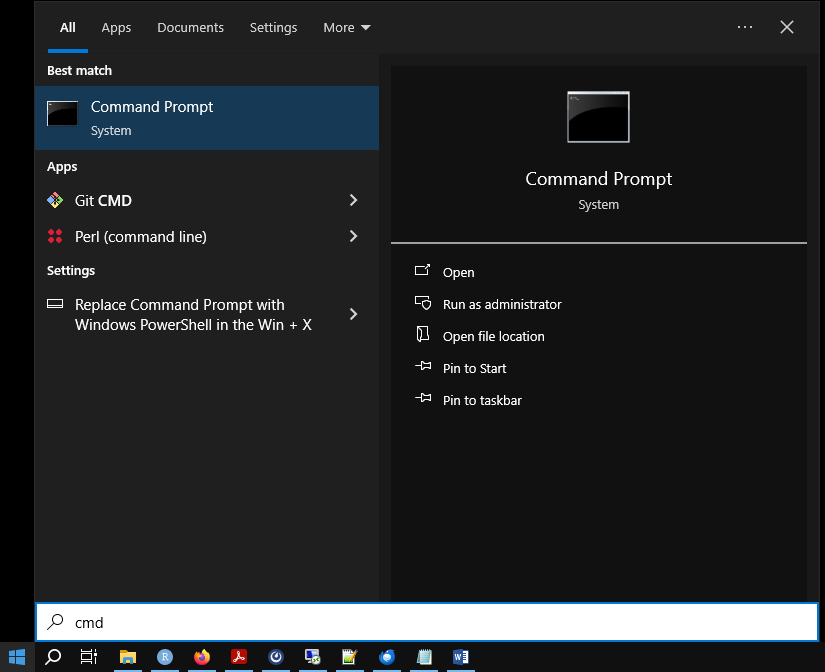 All Apps Documents Settings More
Best match
Command Prompt
System
Apps
Git CMD
Perl (command line)
Settings
Replace Command Prompt with
Windows PowerShell in the Win + X
Command Prompt
System
Open
Run as administrator
Open file location
Pin to Start
Pin to taskbar
cmd